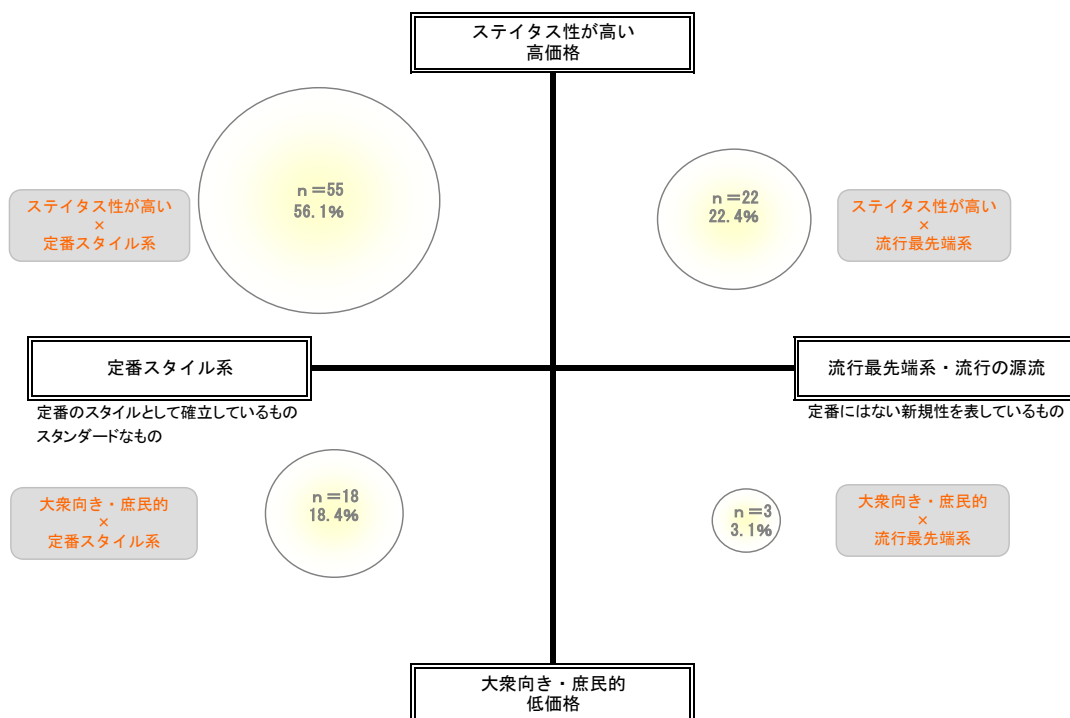 ステイタス性が高い
高価格
n=55
56.1%
n=22
22.4%
ステイタス性が高い
×
定番スタイル系
ステイタス性が高い
×
流行最先端系
定番スタイル系
流行最先端系・流行の源流
定番のスタイルとして確立しているもの
スタンダードなもの
定番にはない新規性を表しているもの
大衆向き・庶民的
×
定番スタイル系
n=18
18.4%
n=3
3.1%
大衆向き・庶民的
×
流行最先端系
大衆向き・庶民的
低価格